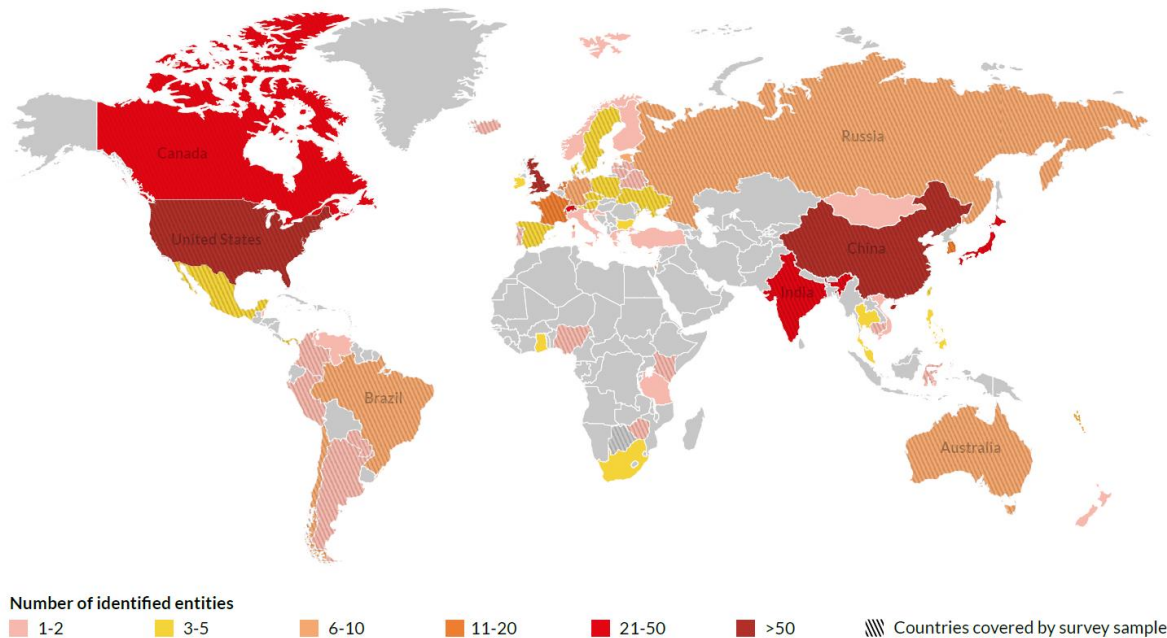 Canada
Russia
United States
China
India
Brazil
Australia
Number of identified entities
1-2
3-5
6-10
11-20
21-50
>50
Countries covered by survey sample